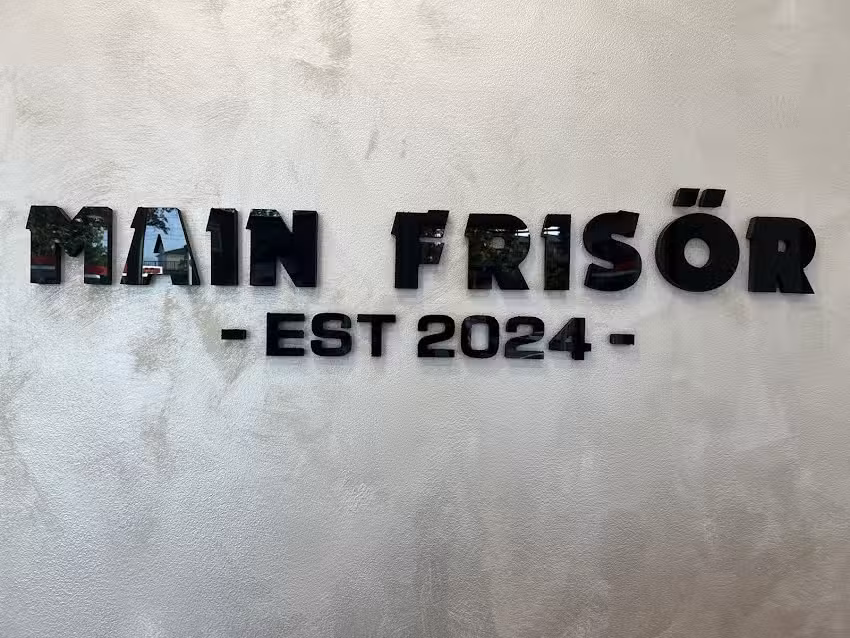 MAIN FRISÖR
- EST 2024 -